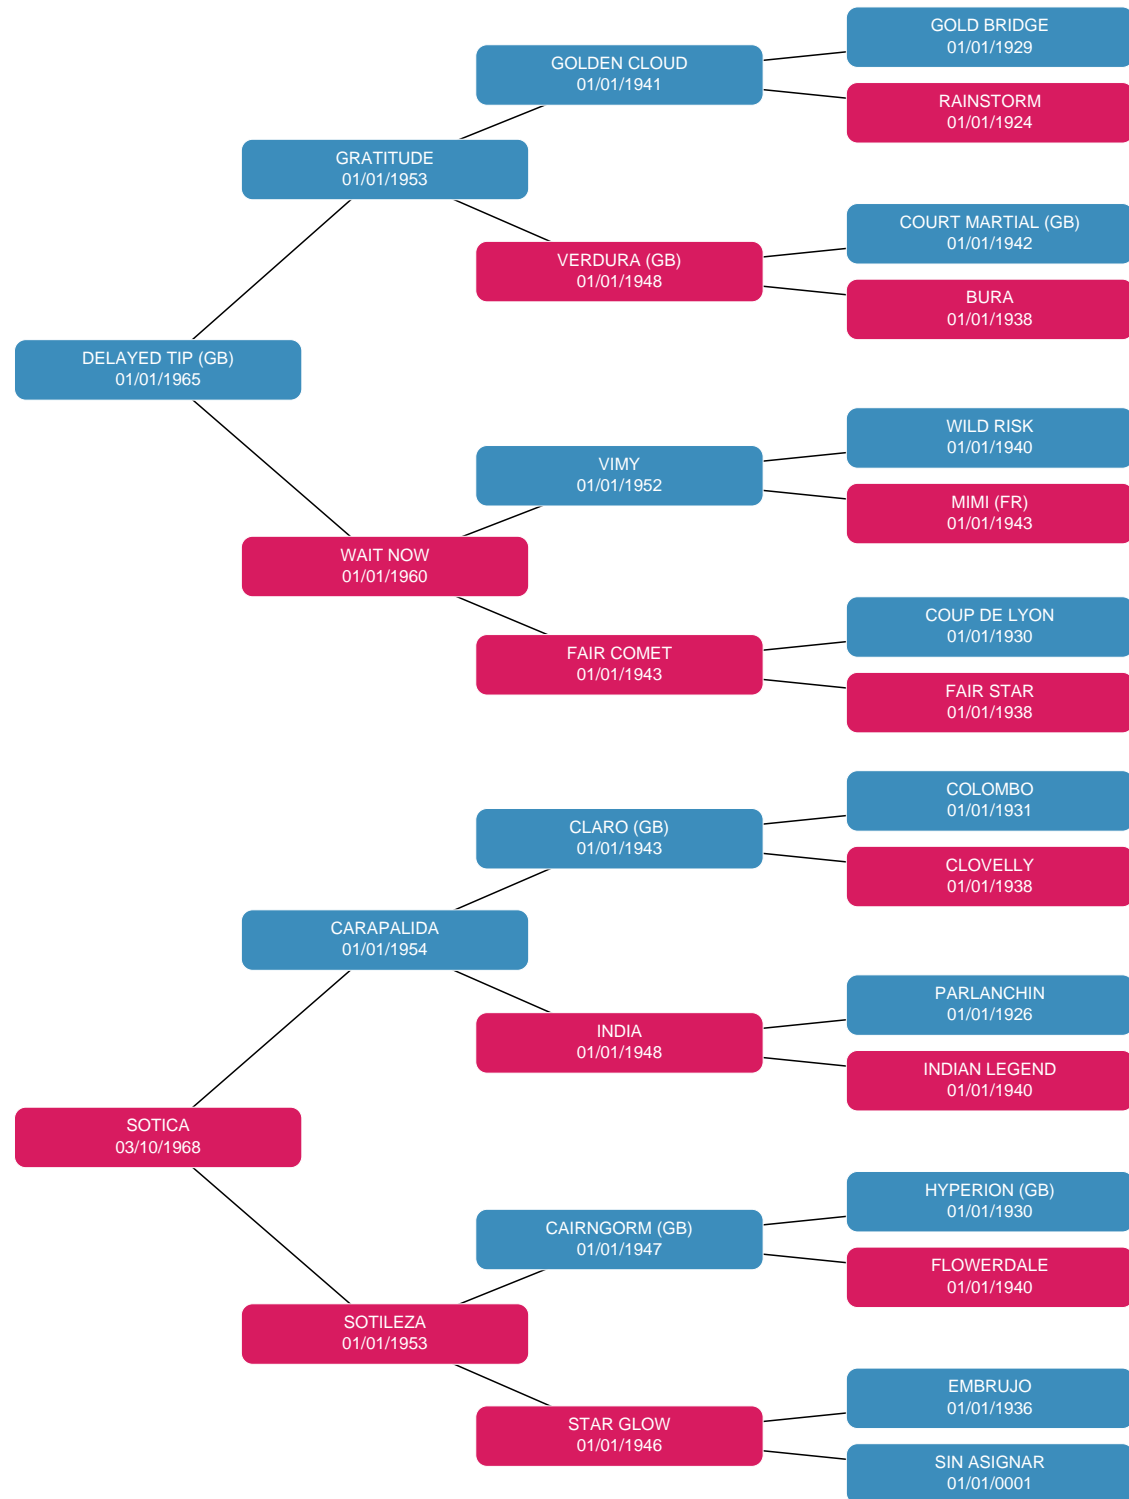 GOLD BRIDGE
01/01/1929
GOLDEN CLOUD
01/01/1941
RAINSTORM
01/01/1924
GRATITUDE
01/01/1953
COURT MARTIAL (GB)
01/01/1942
VERDURA (GB)
01/01/1948
BURA
01/01/1938
DELAYED TIP (GB)
01/01/1965
WILD RISK
01/01/1940
VIMY
01/01/1952
MIMI (FR)
01/01/1943
WAIT NOW
01/01/1960
COUP DE LYON
01/01/1930
FAIR COMET
01/01/1943
FAIR STAR
01/01/1938
COLOMBO
01/01/1931
CLARO (GB)
01/01/1943
CLOVELLY
01/01/1938
CARAPALIDA
01/01/1954
PARLANCHIN
01/01/1926
INDIA
01/01/1948
INDIAN LEGEND
01/01/1940
SOTICA
03/10/1968
HYPERION (GB)
01/01/1930
CAIRNGORM (GB)
01/01/1947
FLOWERDALE
01/01/1940
SOTILEZA
01/01/1953
EMBRUJO
01/01/1936
STAR GLOW
01/01/1946
SIN ASIGNAR
01/01/0001